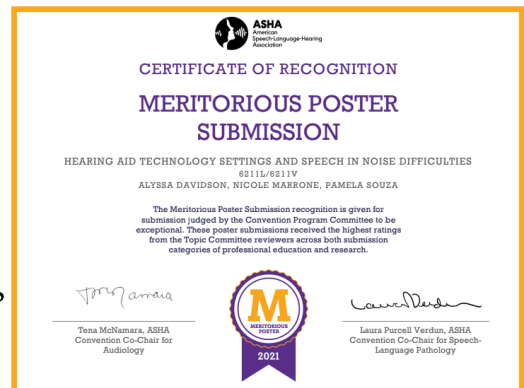 ASHA
American
Speech-Language-Hearing
Association
CERTIFICATE OF RECOGNITION
MERITORIOUS POSTER
SUBMISSION
HEARING AID TECHNOLOGY SETTINGS AND SPEECH IN NOISE DIFFICULTIES
6211L/6211V
ALYSSA DAVIDSON, NICOLE MARRONE, PAMELA SOUZA
The Meritorious Poster Submission recognition is given for
submission judged by the Convention Program Committee to be
exceptional. These poster submissions received the highest ratings
from the Topic Committee reviewers across both submission
categories of professional education and research.
Tena McNamara, ASHA
Convention Co-Chair for
Audiology
M
MERITORIOUS
POSTER
2021
Laura Purcell Verdun, ASHA
Convention Co-Chair for Speech-
Language Pathology